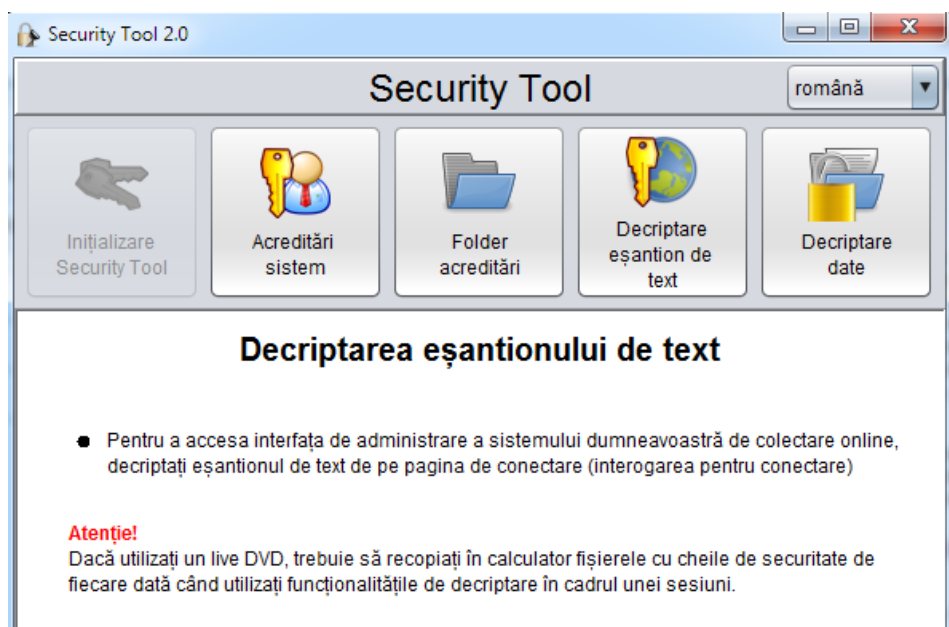 Security Tool 2.0
Security Tool
română
Inițializare
Security Tool
Acreditări
sistem
Folder
acreditări
Decriptare
eșantion de
text
Decriptare
date
Decriptarea eșantionului de text
Pentru a accesa interfața de administrare a sistemului dumneavoastră de colectare online,
decriptați eșantionul de text de pe pagina de conectare (interogarea pentru conectare)
Atenție!
Dacă utilizați un live DVD, trebuie să recopiați în calculator fișierele cu cheile de securitate de
fiecare dată când utilizați funcționalitățile de decriptare în cadrul unei sesiuni.